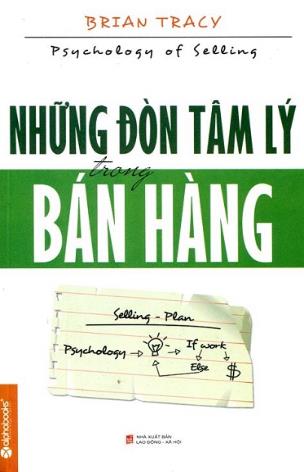 BRIAN TRACY
Psychology of Selling
NHỮNG ĐÒN TÂM LÝ
trong
BÁN HÀNG
Selling - Plan
Psychology
If work
Else
$
alphabooks
NHÀ XUẤT BẢN
LAO ĐỘNG - XÃ HỘI